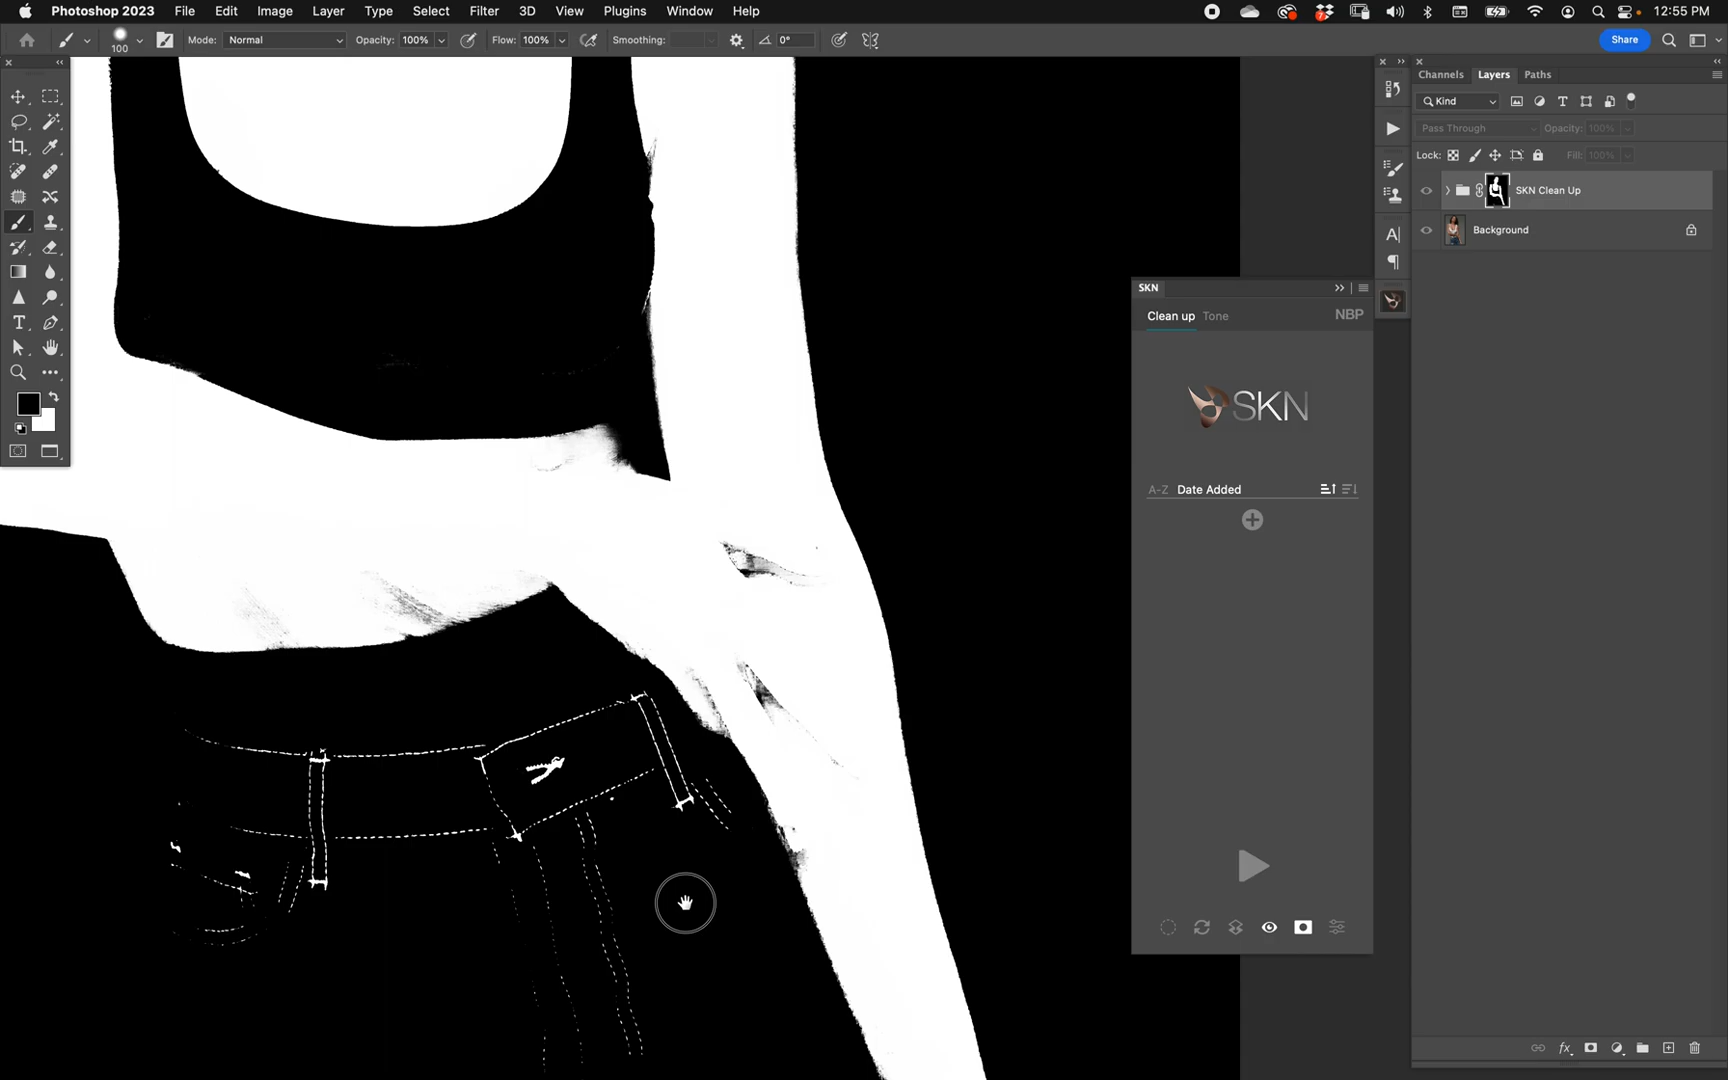 Photoshop 2023 File Edit Image Layer Type Select Filter 3D View Plugins Window Help 12:55 PM
100 Mode: Normal Opacity: 100% Flow: 100% Smoothing: 0° Share
Channels Layers Paths
Kind
Pass Through Opacity: 100%
Lock: Fill: 100%
SKN Clean Up
Background
SKN
Clean up Tone NBP
SKN
A-Z Date Added